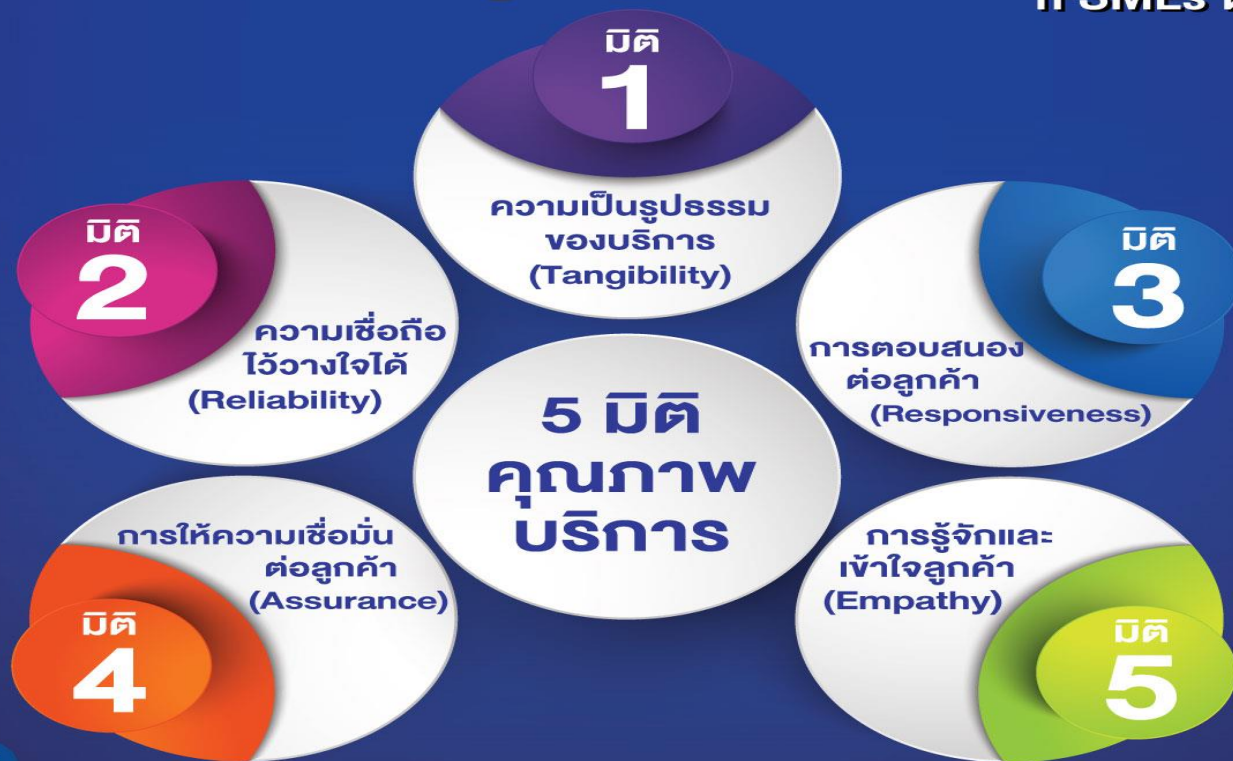 SMEs
มิติ
1
ความเป็นรูปธรรม
ของบริการ
(Tangibility)
มิติ
2
ความเชื่อถือ
ไว้วางใจได้
(Reliability)
มิติ
3
การตอบสนอง
ต่อลูกค้า
(Responsiveness)
5 มิติ
คุณภาพ
บริการ
การให้ความเชื่อมั่น
ต่อลูกค้า
(Assurance)
มิติ
4
การรู้จักและ
เข้าใจลูกค้า
(Empathy)
มิติ
5